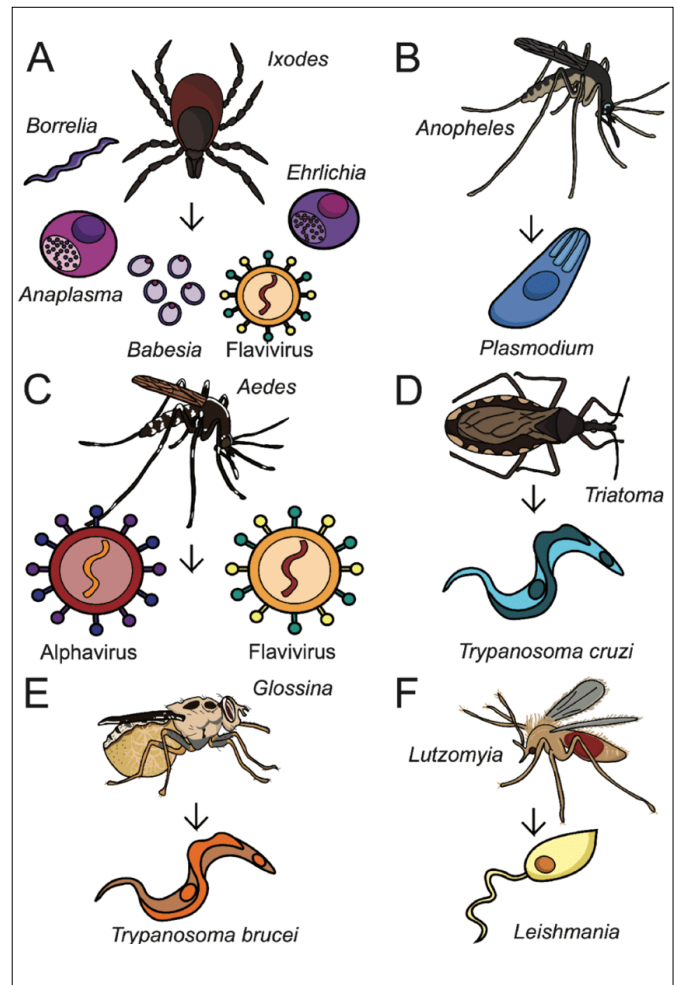 A
Ixodes
Borrelia
Ehrlichia
Anaplasma
Babesia
Flavivirus
B
Anopheles
Plasmodium
C
Aedes
Alphavirus
Flavivirus
D
Triatoma
Trypanosoma cruzi
E
Glossina
Trypanosoma brucei
F
Lutzomyia
Leishmania